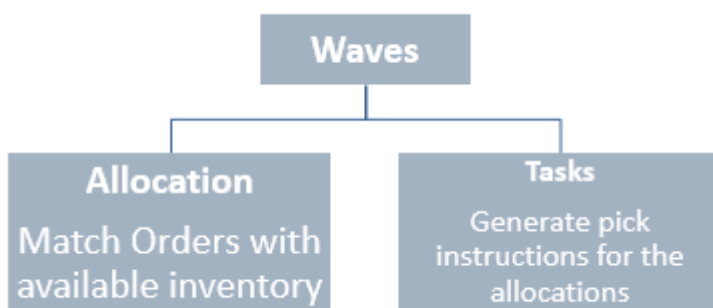 Waves
Allocation
Match Orders with
available inventory
Tasks
Generate pick
instructions for the
allocations